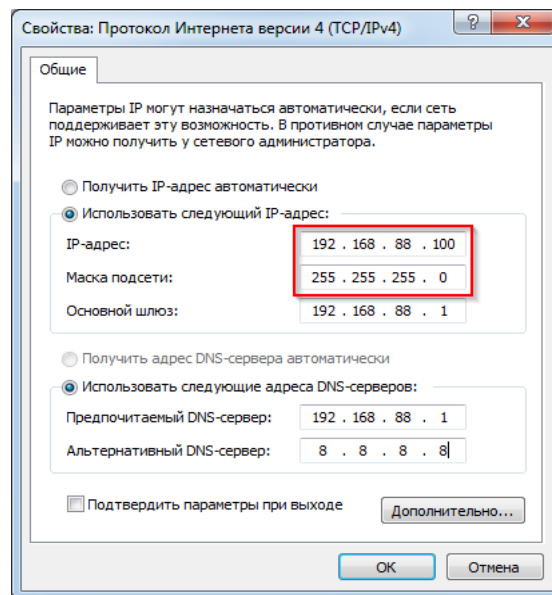 Свойства: Протокол Интернета версии 4 (TCP/IPv4)
Общие
Параметры IP могут назначаться автоматически, если сеть
поддерживает эту возможность. В противном случае параметры
IP можно получить у сетевого администратора.
Получить IP-адрес автоматически
Использовать следующий IP-адрес:
IP-адрес: 192 . 168 . 88 . 100
Маска подсети: 255 . 255 . 255 . 0
Основной шлюз: 192 . 168 . 88 . 1
Получить адрес DNS-сервера автоматически
Использовать следующие адреса DNS-серверов:
Предпочитаемый DNS-сервер: 192 . 168 . 88 . 1
Альтернативный DNS-сервер: 8 . 8 . 8 . 8
Подтвердить параметры при выходе Дополнительно...
ОК Отмена